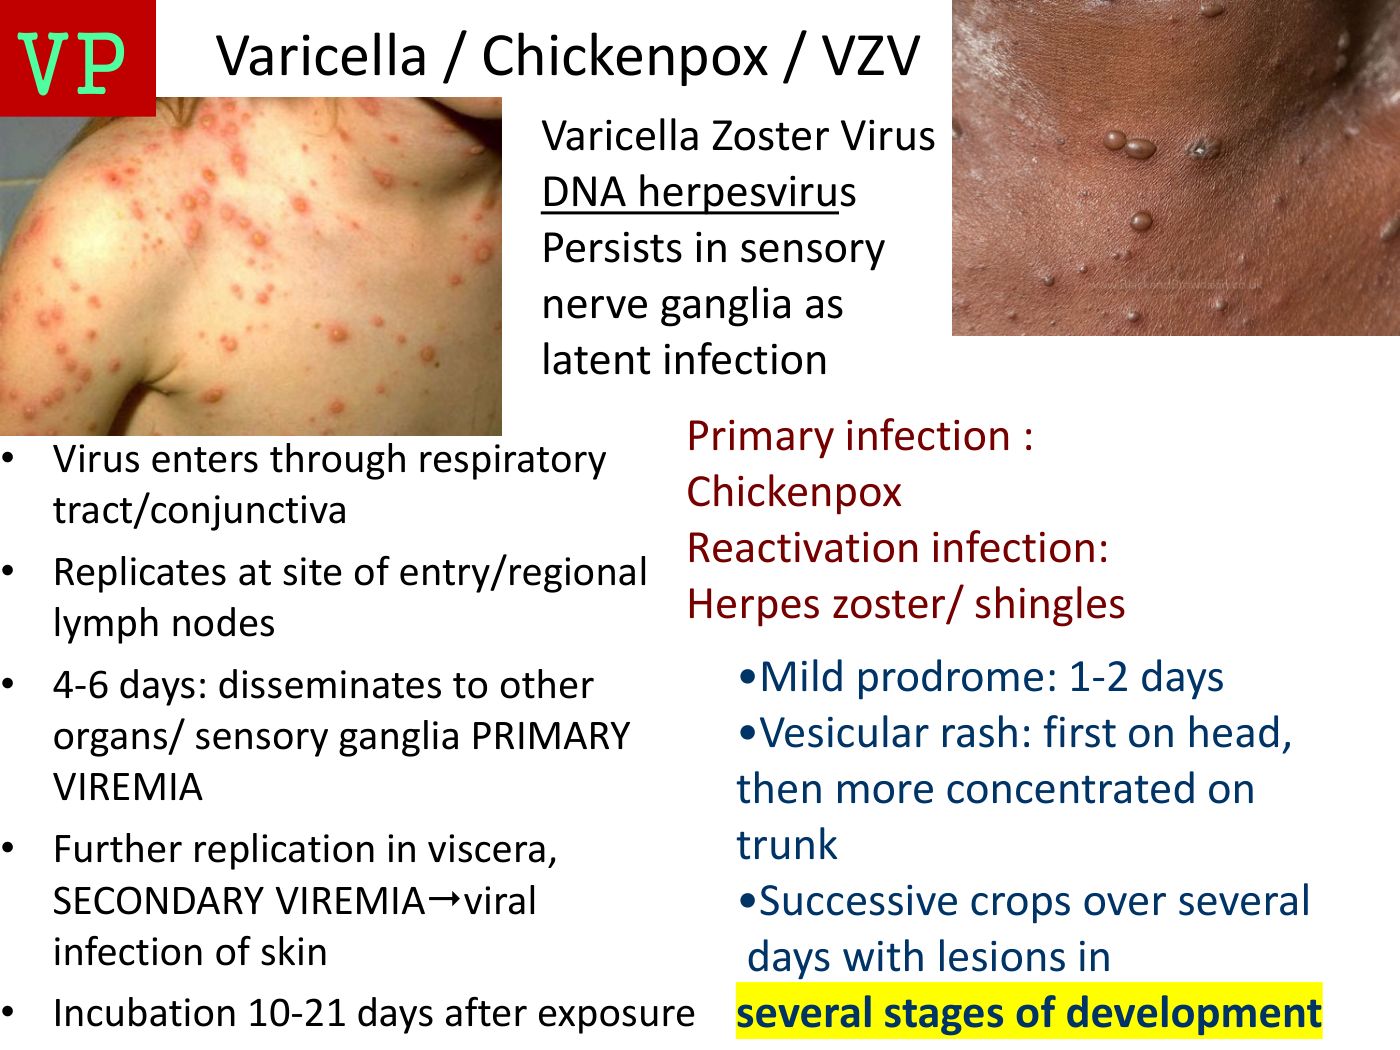 VP
Varicella / Chickenpox / VZV
Varicella Zoster Virus
DNA herpesvirus
Persists in sensory
nerve ganglia as
latent infection
• Virus enters through respiratory
tract/conjunctiva
• Replicates at site of entry/regional
lymph nodes
• 4-6 days: disseminates to other
organs/ sensory ganglia PRIMARY
VIREMIA
• Further replication in viscera,
SECONDARY VIREMIA→viral
infection of skin
• Incubation 10-21 days after exposure
Primary infection :
Chickenpox
Reactivation infection:
Herpes zoster/ shingles
•Mild prodrome: 1-2 days
•Vesicular rash: first on head,
then more concentrated on
trunk
•Successive crops over several
days with lesions in
several stages of development